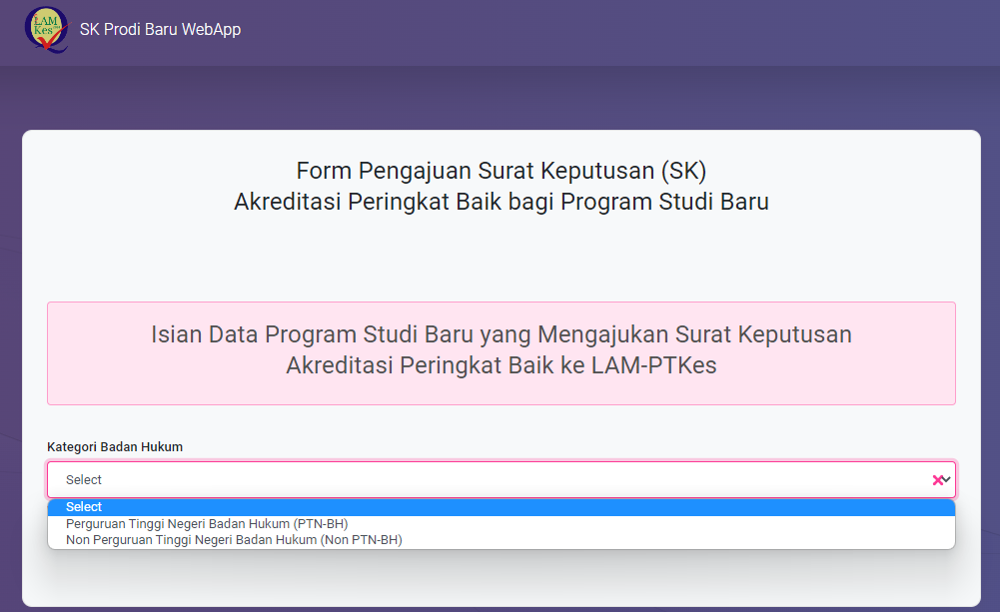 LAM
Kes
SK Prodi Baru WebApp
Form Pengajuan Surat Keputusan (SK)
Akreditasi Peringkat Baik bagi Program Studi Baru
Isian Data Program Studi Baru yang Mengajukan Surat Keputusan
Akreditasi Peringkat Baik ke LAM-PTKes
Kategori Badan Hukum
Select
Select
Perguruan Tinggi Negeri Badan Hukum (PTN-BH)
Non Perguruan Tinggi Negeri Badan Hukum (Non PTN-BH)